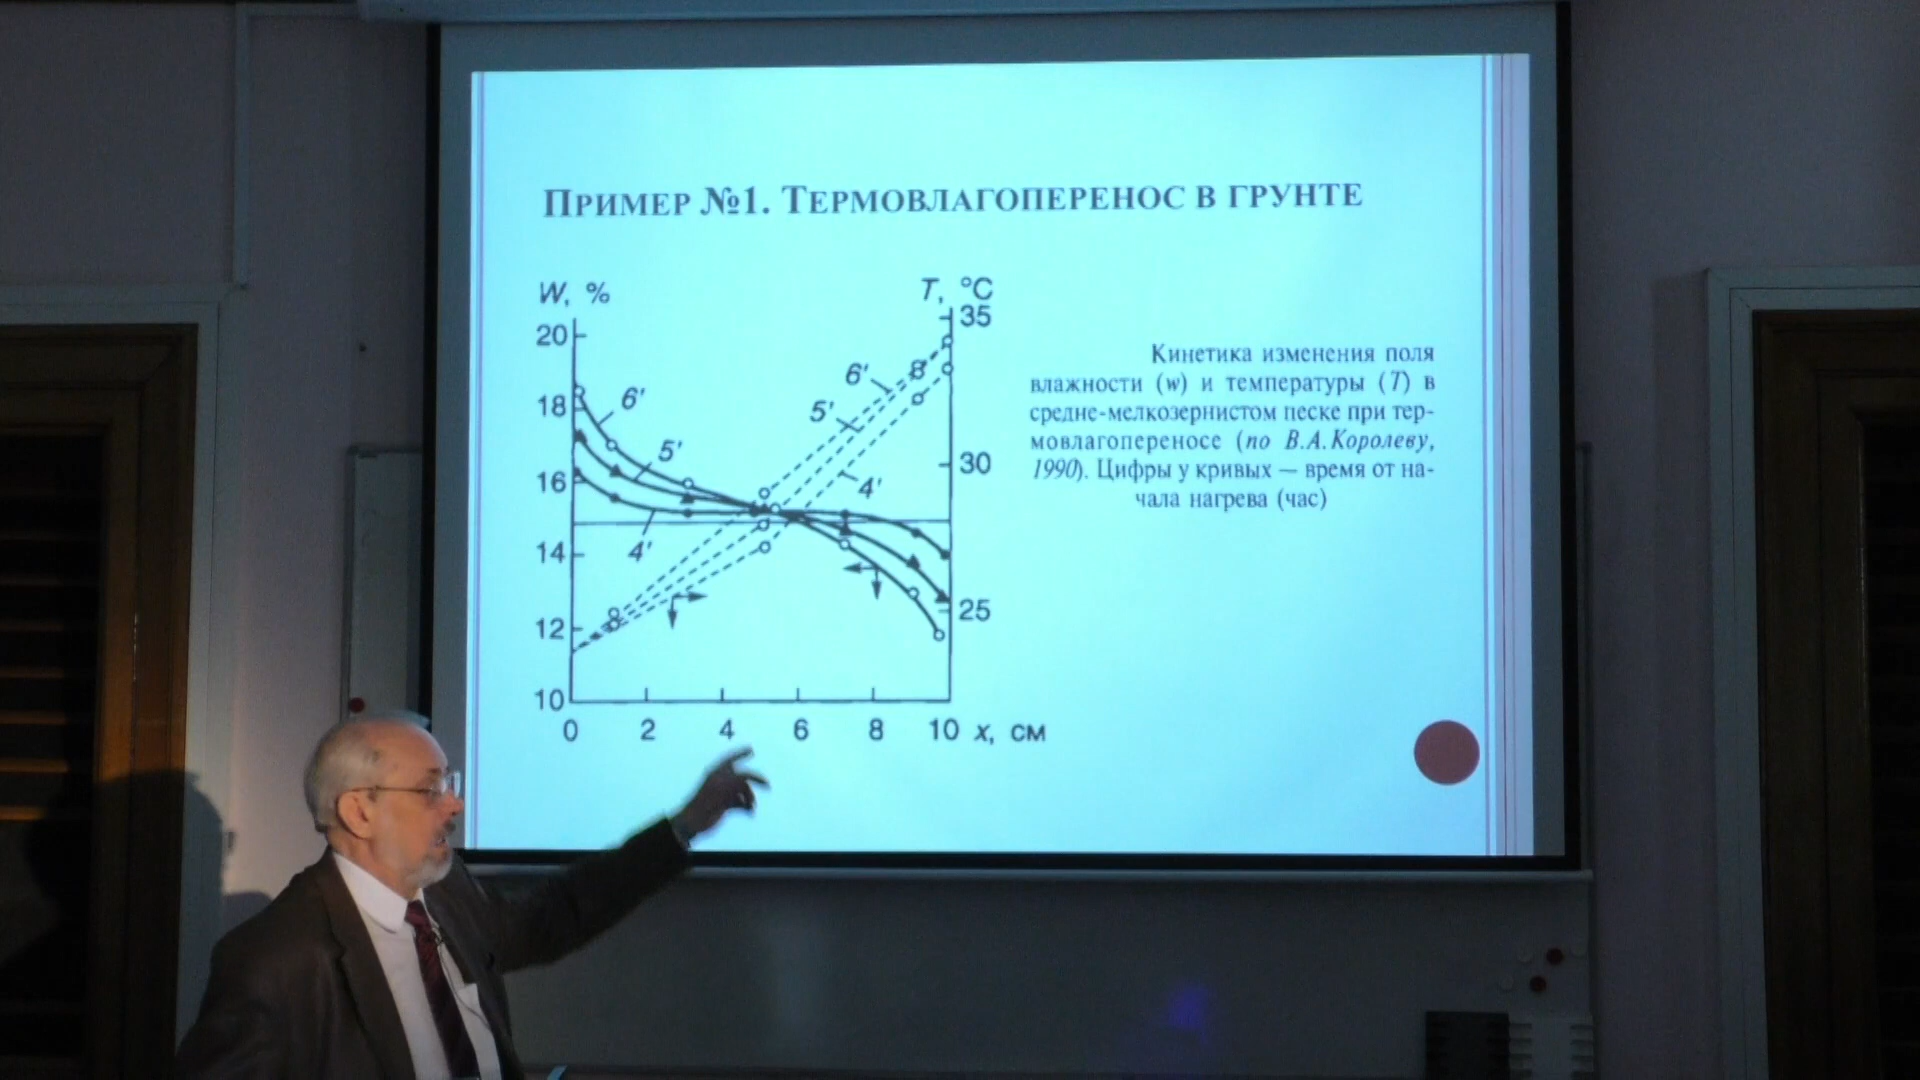 ПРИМЕР №1. ТЕРМОВЛАГОПЕРЕНОС В ГРУНТЕ
W, %
T, °C
35
20
6'
8
Кинетика изменения поля
влажности (w) и температуры (T) в
средне-мелкозернистом песке при тер-
мовлагопереносе (по В.А.Королеву,
1990). Цифры у кривых — время от на-
чала нагрева (час)
18
6'
5'
5'
30
16
4'
14
4'
25
12
10
0 2 4 6 8 10 x, см